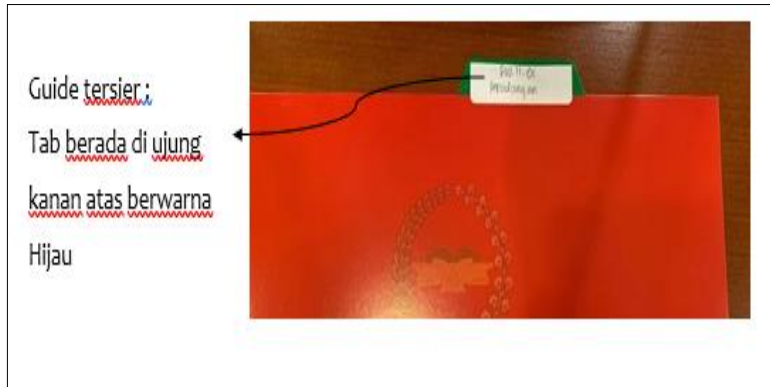 Guide tersier :
Tab berada di ujung
kanan atas berwarna
Hijau